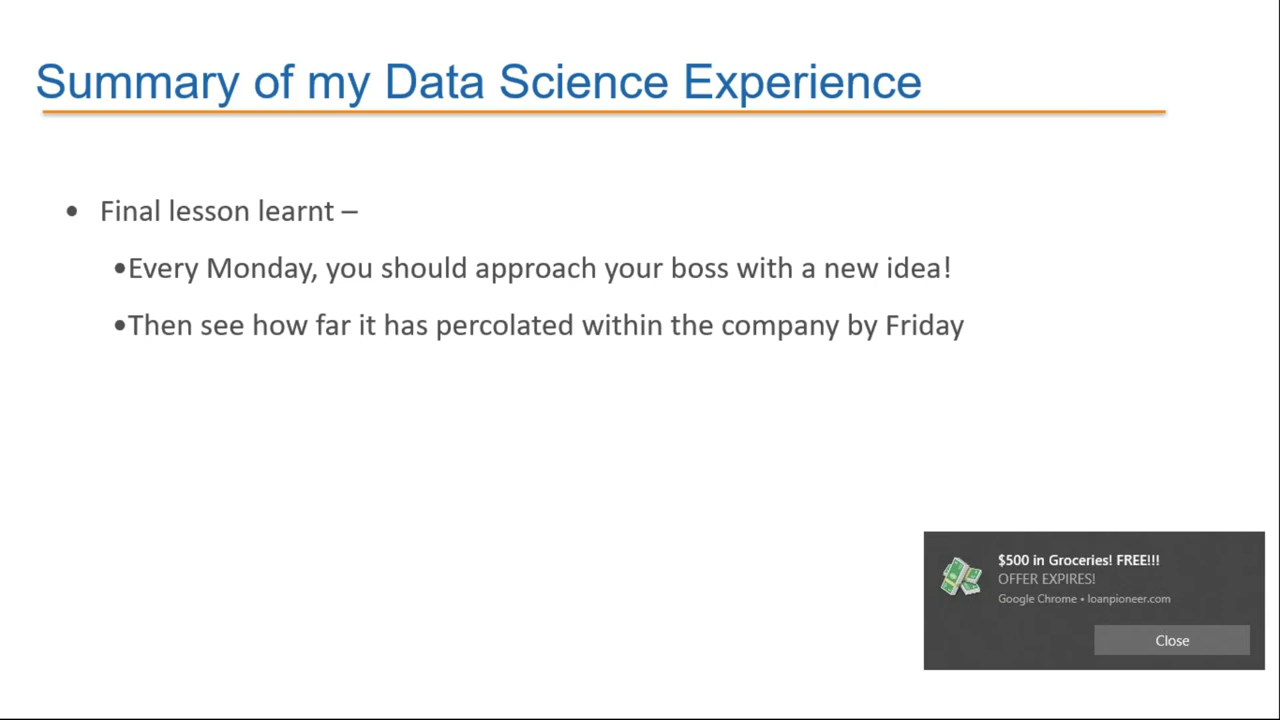 Summary of my Data Science Experience
• Final lesson learnt –
•Every Monday, you should approach your boss with a new idea!
•Then see how far it has percolated within the company by Friday
$500 in Groceries! FREE!!!
OFFER EXPIRES!
Google Chrome • loanpioneer.com
Close